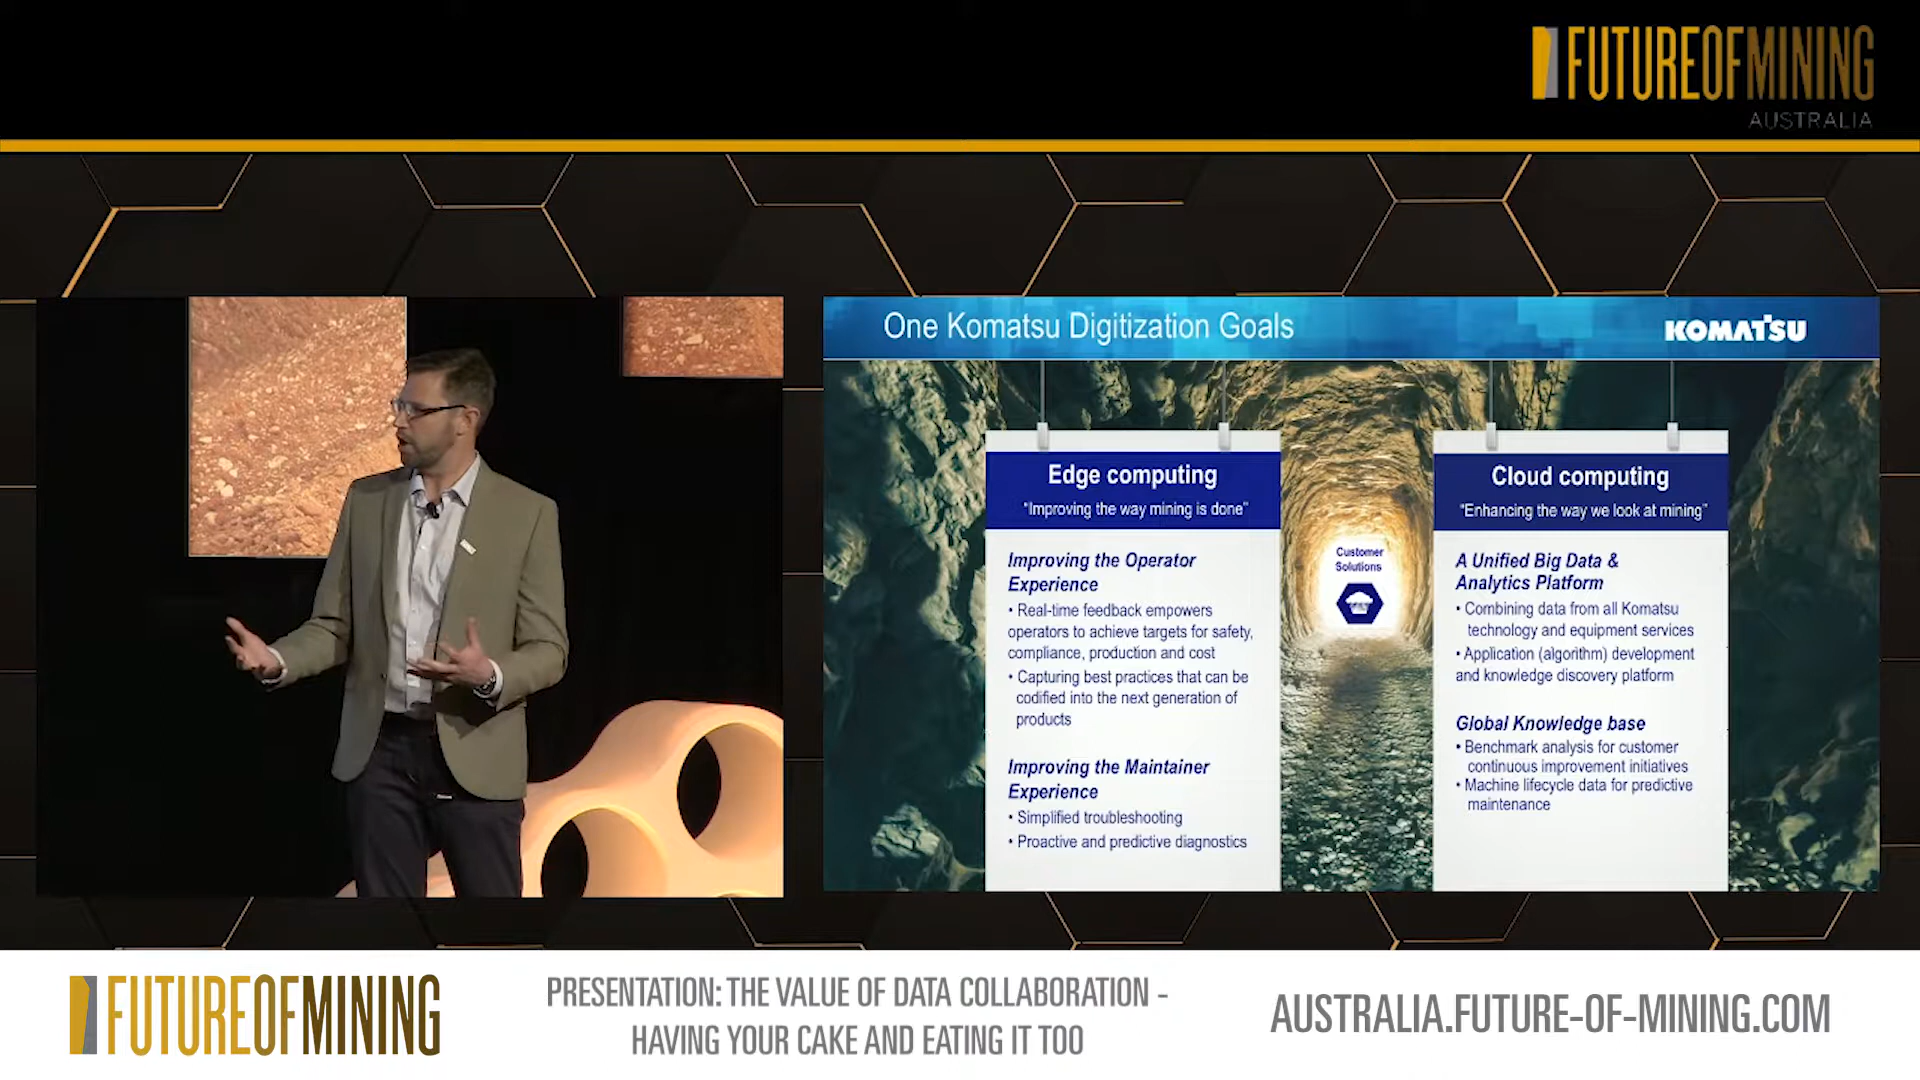 FUTUREOFMINING
AUSTRALIA
One Komatsu Digitization Goals
KOMATSU
Edge computing
"Improving the way mining is done"
Improving the Operator
Experience
• Real-time feedback empowers
operators to achieve targets for safety,
compliance, production and cost
• Capturing best practices that can be
codified into the next generation of
products
Improving the Maintainer
Experience
• Simplified troubleshooting
• Proactive and predictive diagnostics
Customer
Solutions
Cloud computing
"Enhancing the way we look at mining"
A Unified Big Data &
Analytics Platform
• Combining data from all Komatsu
technology and equipment services
• Application (algorithm) development
and knowledge discovery platform
Global Knowledge base
• Benchmark analysis for customer
continuous improvement initiatives
• Machine lifecycle data for predictive
maintenance
FUTUREOFMINING
PRESENTATION: THE VALUE OF DATA COLLABORATION -
HAVING YOUR CAKE AND EATING IT TOO
AUSTRALIA.FUTURE-OF-MINING.COM